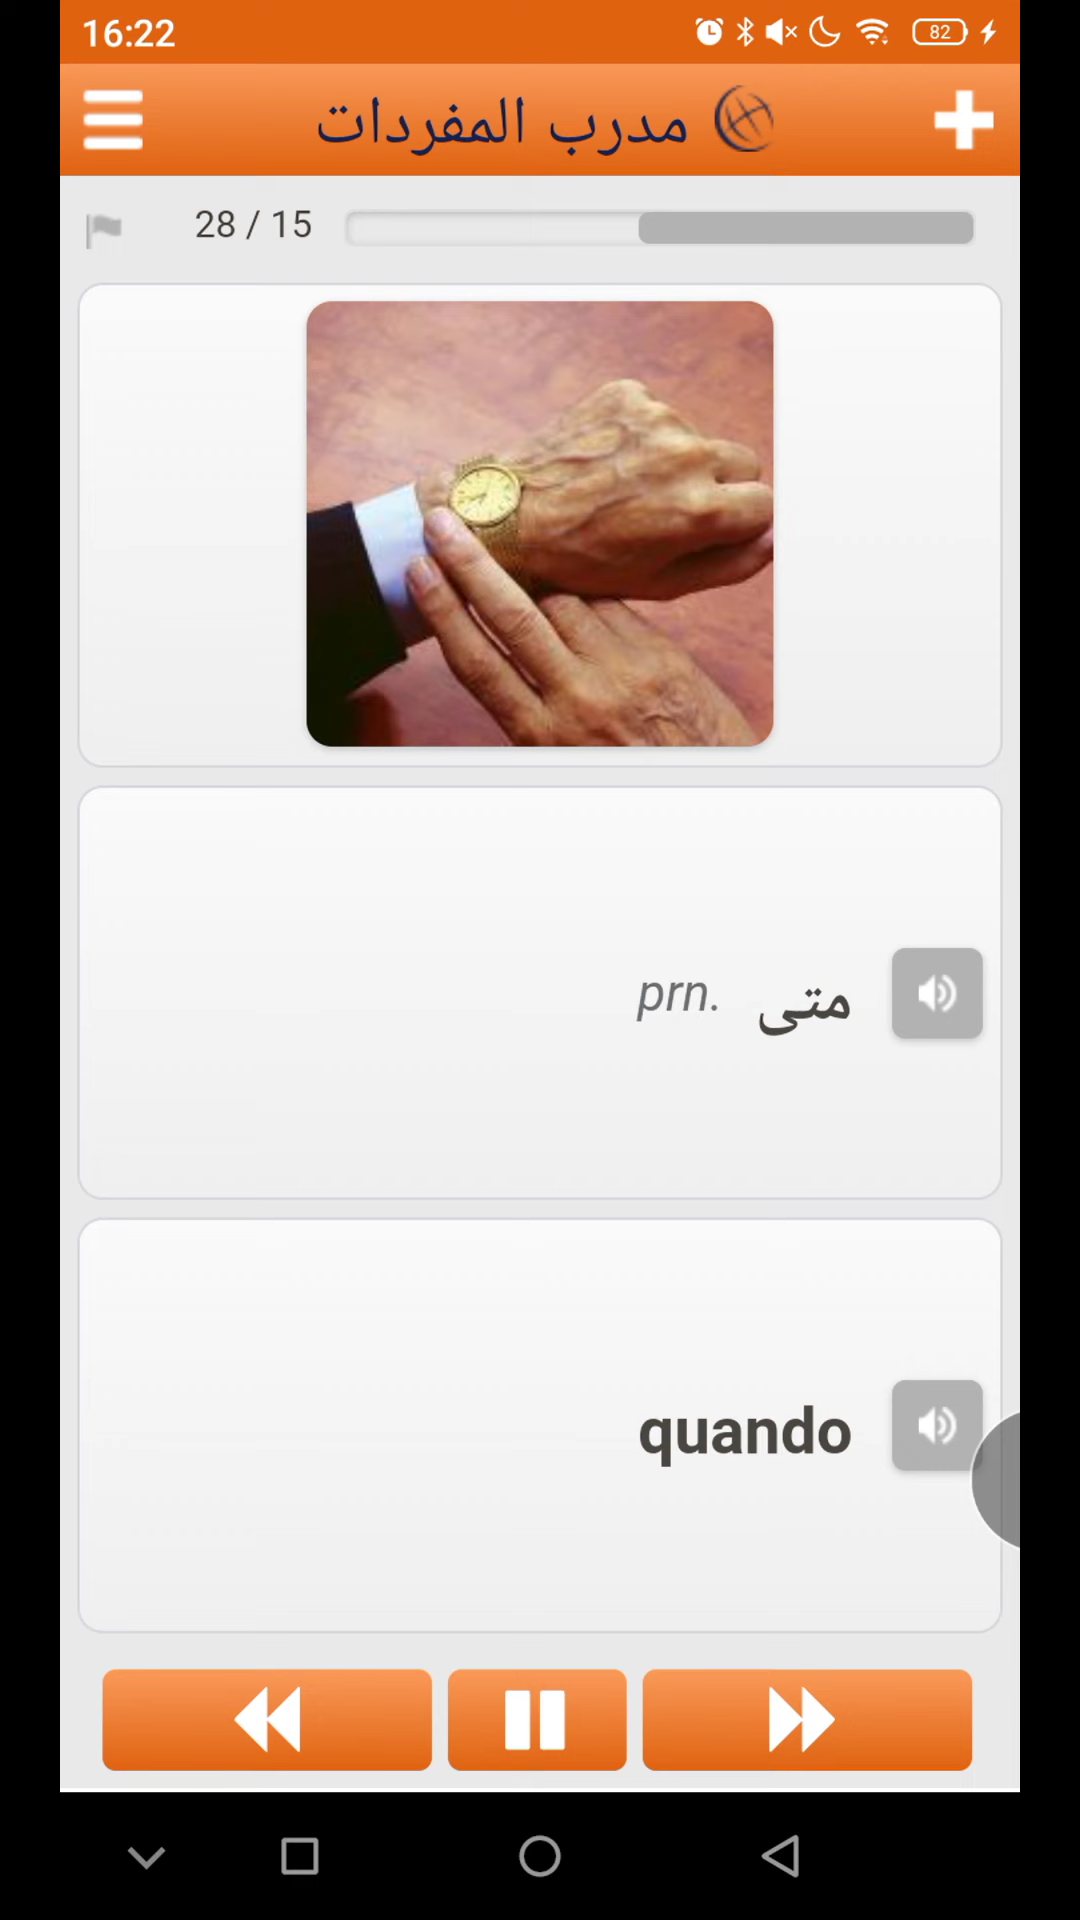 16:22
82
مدرب المفردات
28 / 15
متى prn.
quando